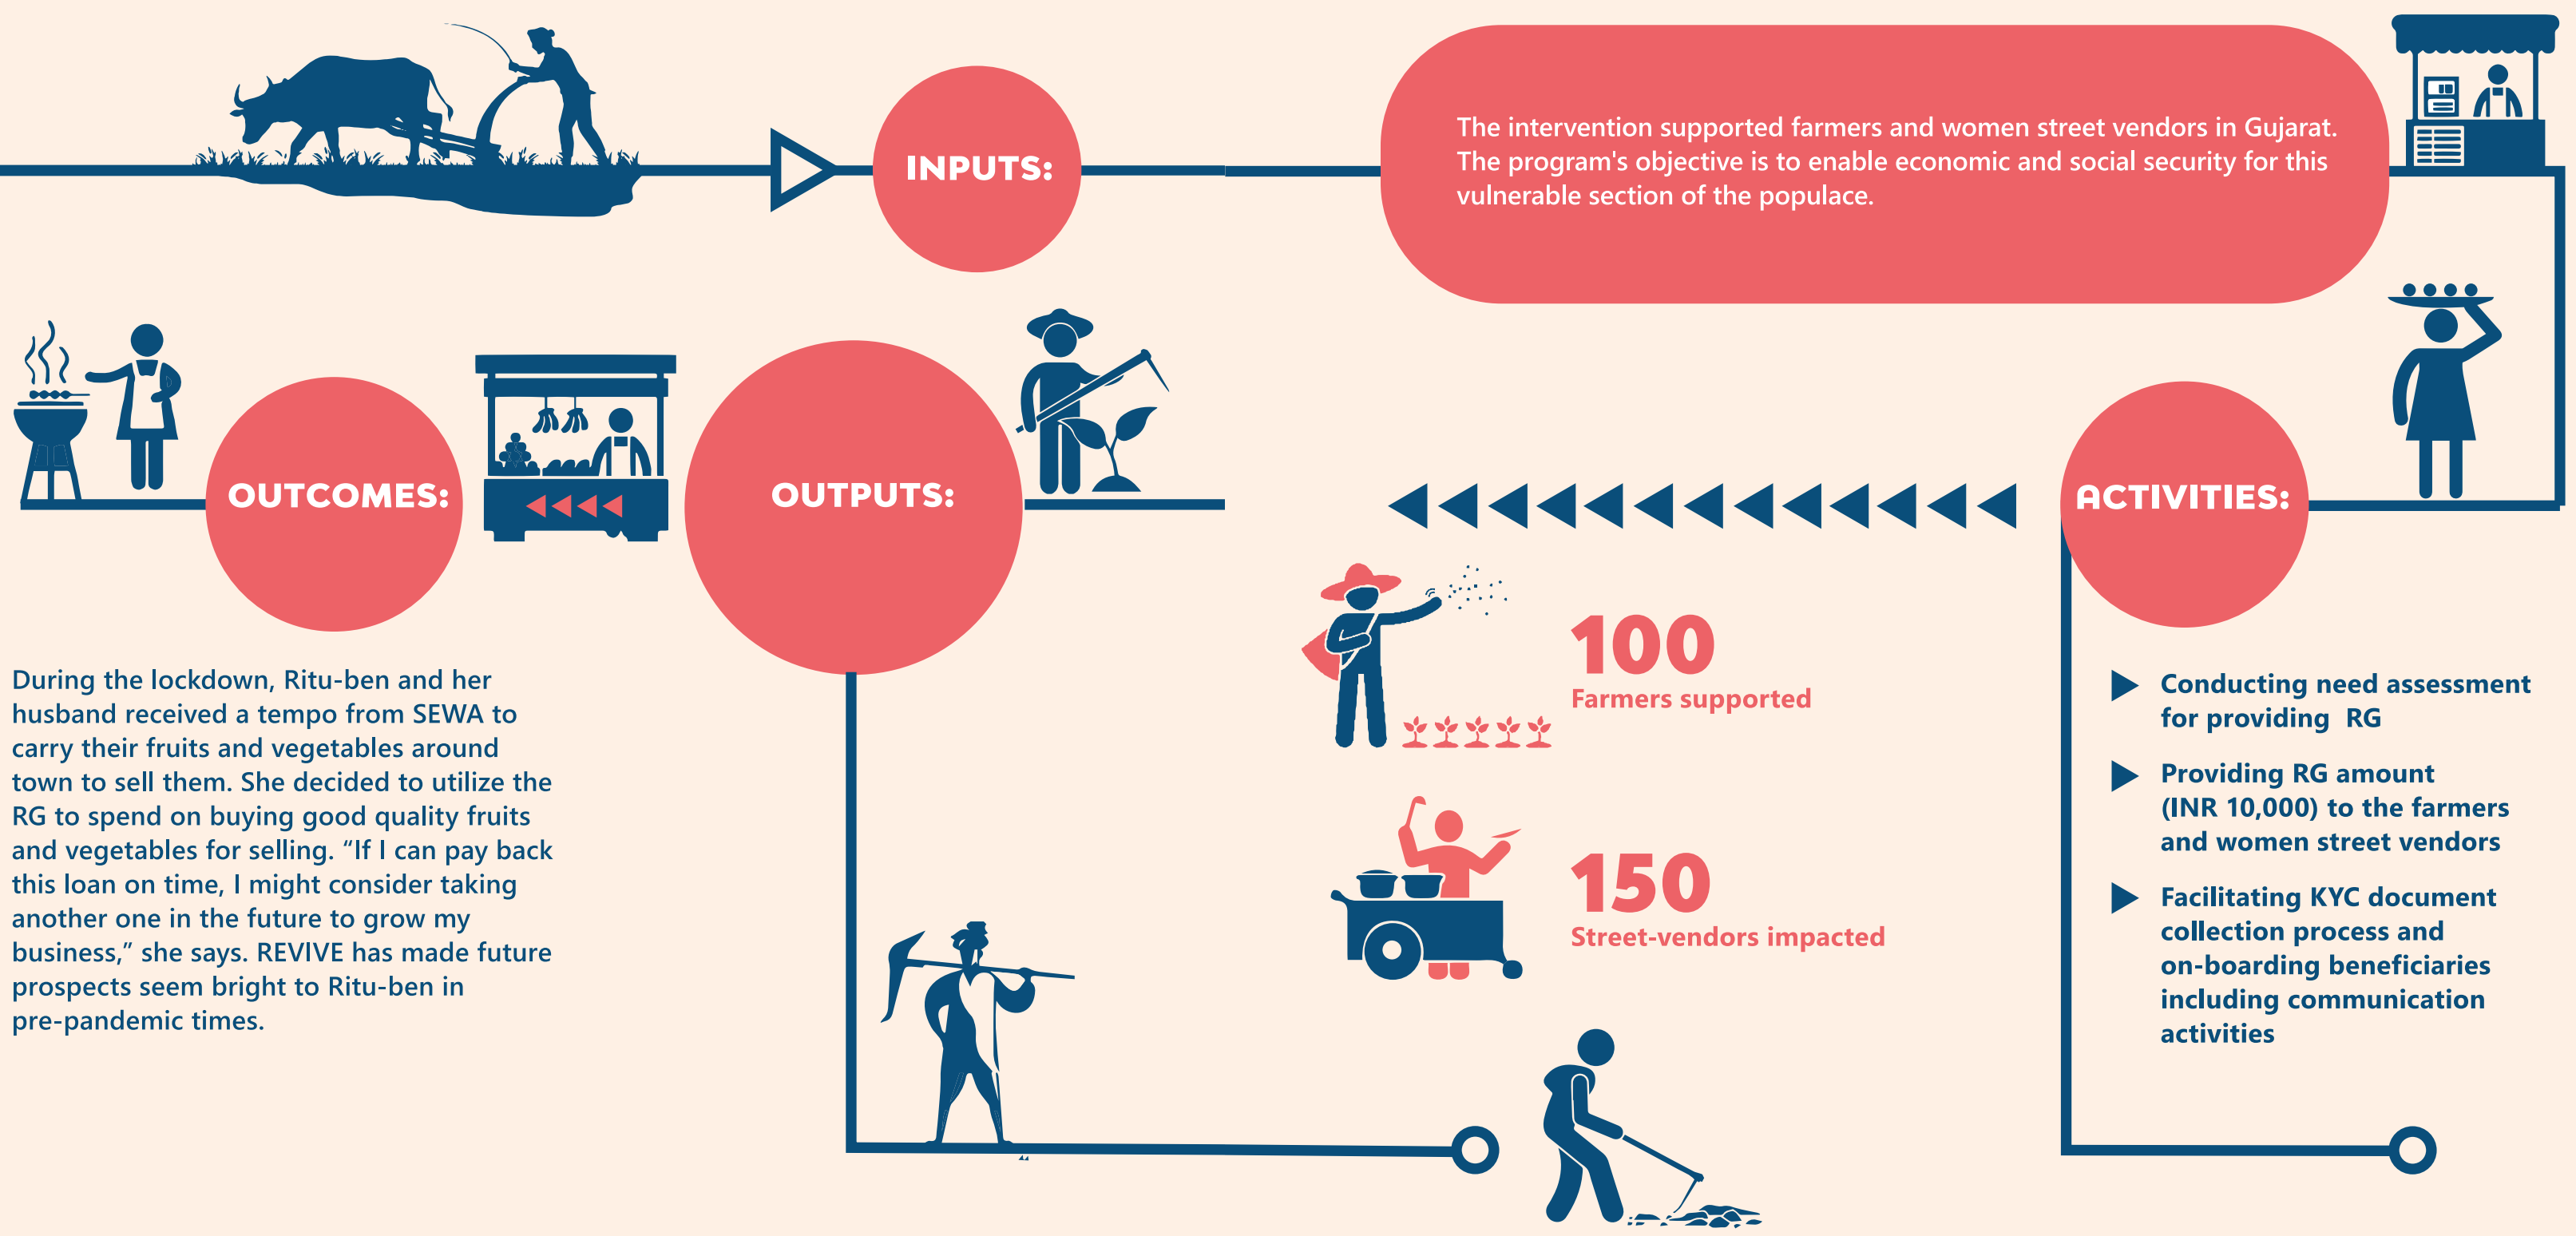 INPUTS:
The intervention supported farmers and women street vendors in Gujarat.
The program's objective is to enable economic and social security for this
vulnerable section of the populace.
ACTIVITIES:
Conducting need assessment
for providing RG
Providing RG amount
(INR 10,000) to the farmers
and women street vendors
Facilitating KYC document
collection process and
on-boarding beneficiaries
including communication
activities
OUTPUTS:
100
Farmers supported
150
Street-vendors impacted
OUTCOMES:
During the lockdown, Ritu-ben and her
husband received a tempo from SEWA to
carry their fruits and vegetables around
town to sell them. She decided to utilize the
RG to spend on buying good quality fruits
and vegetables for selling. “If I can pay back
this loan on time, I might consider taking
another one in the future to grow my
business,” she says. REVIVE has made future
prospects seem bright to Ritu-ben in
pre-pandemic times.